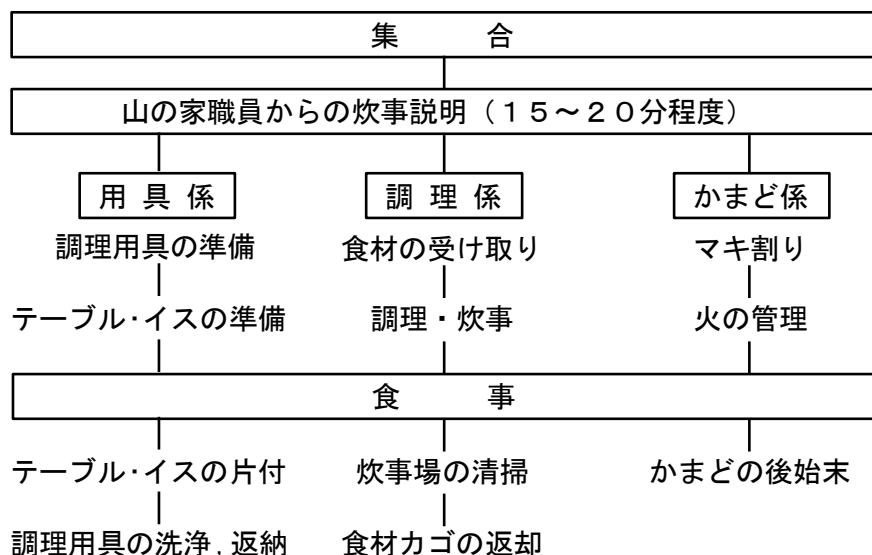 集　　合
山の家職員からの炊事説明（１５～２０分程度）
用 具 係　調 理 係　かまど係
調理用具の準備　食材の受け取り　マキ割り
テーブル・イスの準備　調理・炊事　火の管理
食　　事
テーブル・イスの片付　炊事場の清掃　かまどの後始末
調理用具の洗浄，返納　食材カゴの返却